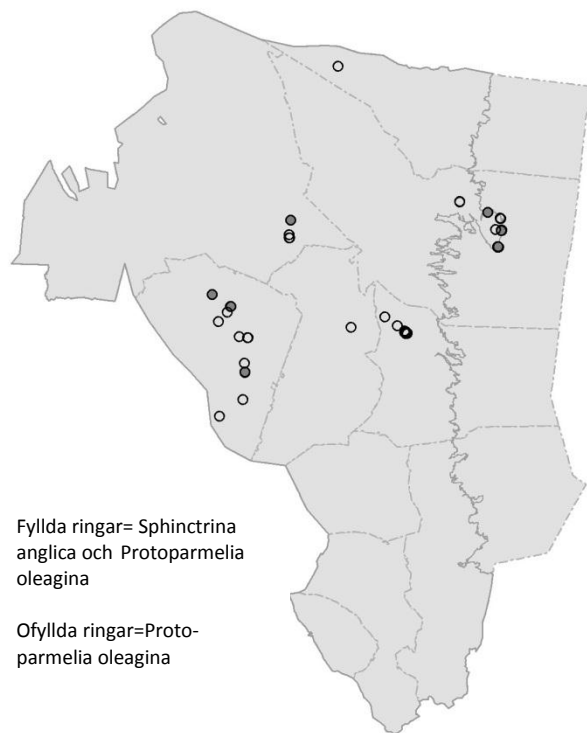 Fyllda ringar= Sphinctrina
anglica och Protoparmelia
oleagina
Ofyllda ringar=Proto-
parmelia oleagina